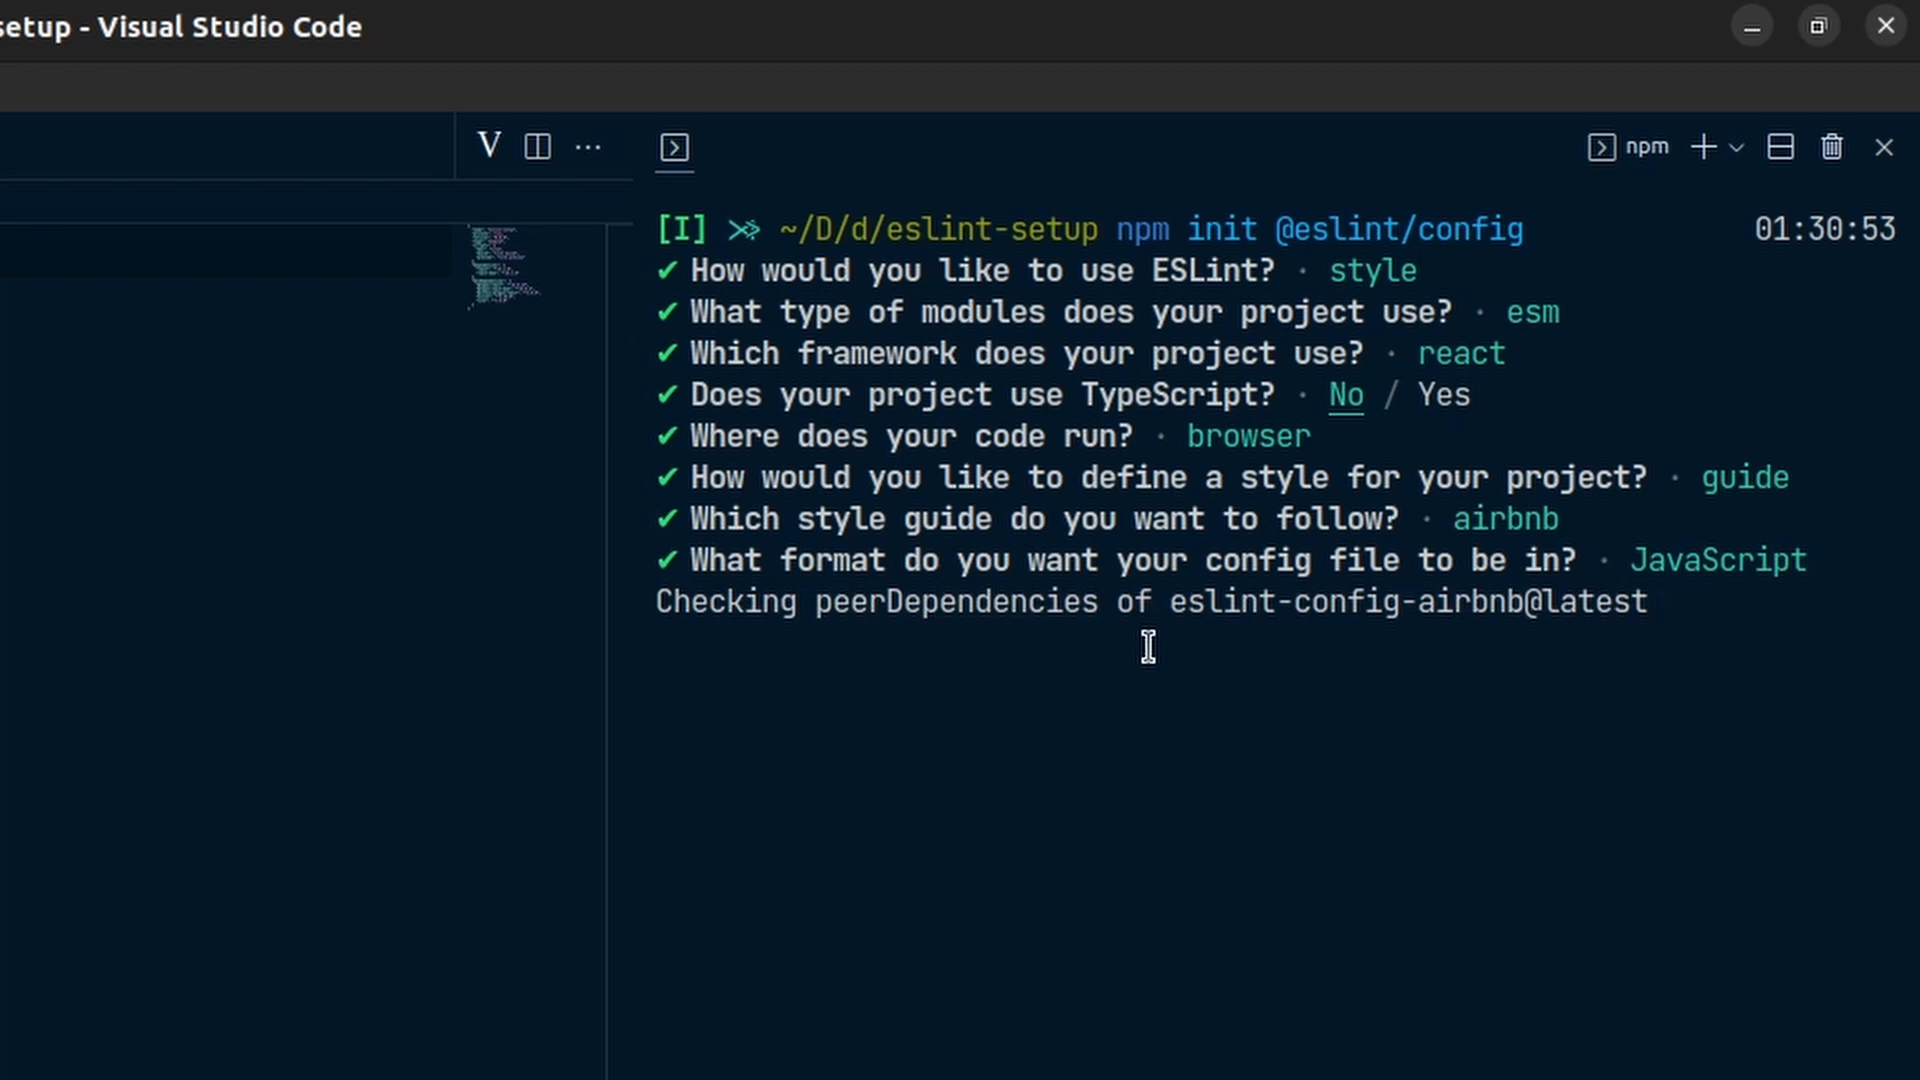 setup - Visual Studio Code
V
npm
[I] ~/D/d/eslint-setup npm init @eslint/config 01:30:53
✔ How would you like to use ESLint? · style
✔ What type of modules does your project use? · esm
✔ Which framework does your project use? · react
✔ Does your project use TypeScript? · No / Yes
✔ Where does your code run? · browser
✔ How would you like to define a style for your project? · guide
✔ Which style guide do you want to follow? · airbnb
✔ What format do you want your config file to be in? · JavaScript
Checking peerDependencies of eslint-config-airbnb@latest